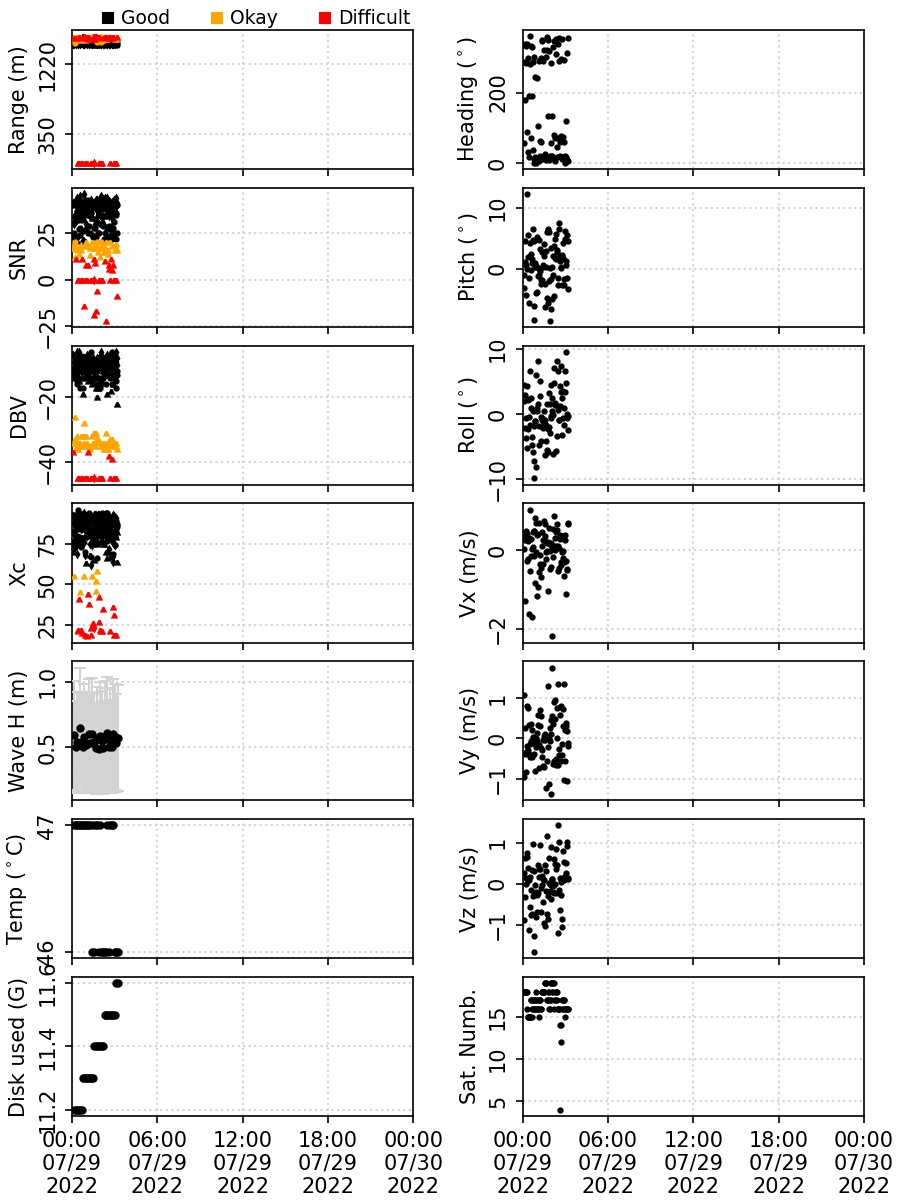 Good Okay Difficult
Range (m)
1220
350
Heading (°)
200
0
SNR
25
0
−25
Pitch (°)
10
0
DBV
−20
−40
Roll (°)
10
0
−10
Xc
75
50
25
Vx (m/s)
0
−2
Wave H (m)
1.0
0.5
Vy (m/s)
1
0
−1
Temp (°C)
47
46
Vz (m/s)
1
0
−1
Disk used (G)
11.6
11.4
11.2
Sat. Numb.
15
10
5
00:00 06:00 12:00 18:00 00:00
07/29 07/29 07/29 07/29 07/30
2022 2022 2022 2022 2022
00:00 06:00 12:00 18:00 00:00
07/29 07/29 07/29 07/29 07/30
2022 2022 2022 2022 2022